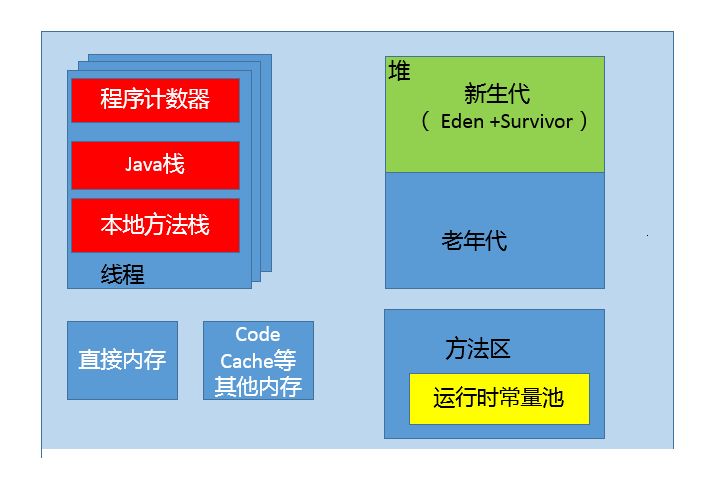 程序计数器
Java栈
本地方法栈
线程
堆
新生代
（ Eden +Survivor ）
老年代
直接内存
Code
Cache等
其他内存
方法区
运行时常量池